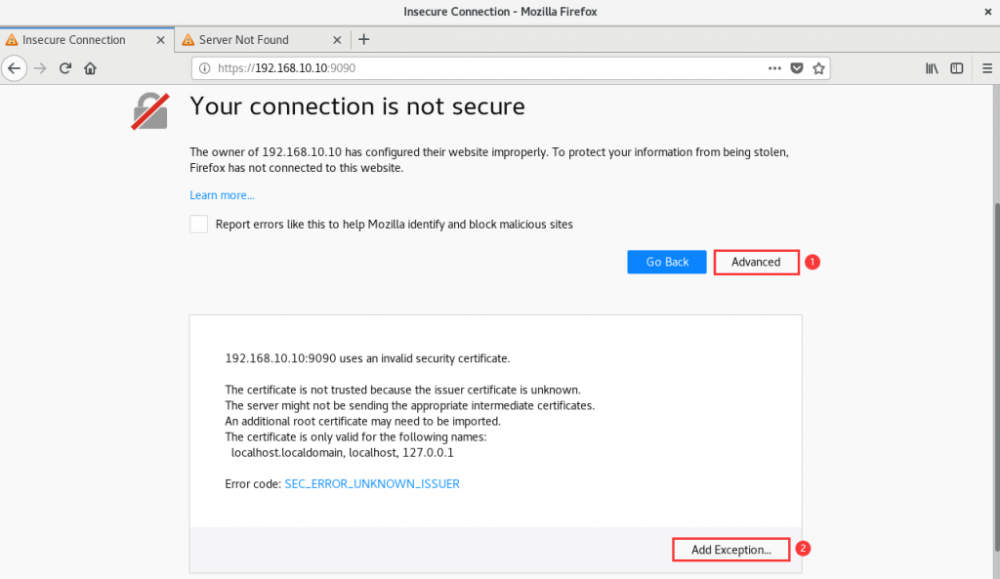 Insecure Connection - Mozilla Firefox
Insecure Connection
Server Not Found
https://192.168.10.10:9090
Your connection is not secure
The owner of 192.168.10.10 has configured their website improperly. To protect your information from being stolen,
Firefox has not connected to this website.
Learn more...
Report errors like this to help Mozilla identify and block malicious sites
Go Back
Advanced
1
192.168.10.10:9090 uses an invalid security certificate.
The certificate is not trusted because the issuer certificate is unknown.
The server might not be sending the appropriate intermediate certificates.
An additional root certificate may need to be imported.
The certificate is only valid for the following names:
localhost.localdomain, localhost, 127.0.0.1
Error code: SEC_ERROR_UNKNOWN_ISSUER
Add Exception...
2